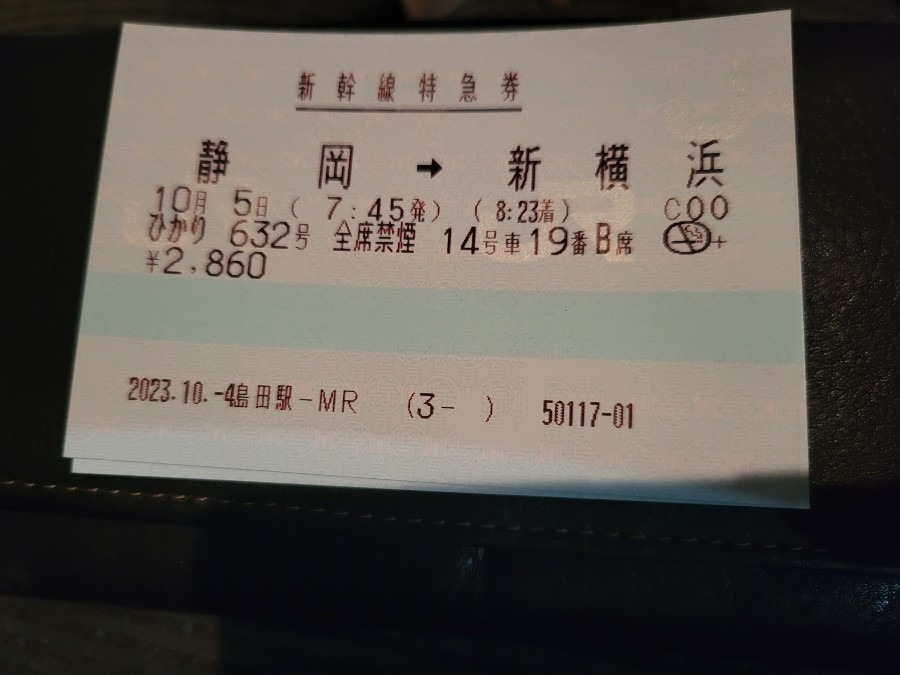 新幹線特急券
静岡 → 新横浜
10月 5日 ( 7:45発) ( 8:23着) C00
ひかり 632号 全席禁煙 14号車19番B席
¥2,860
2023.10.-4島田駅-MR (3- ) 50117-01